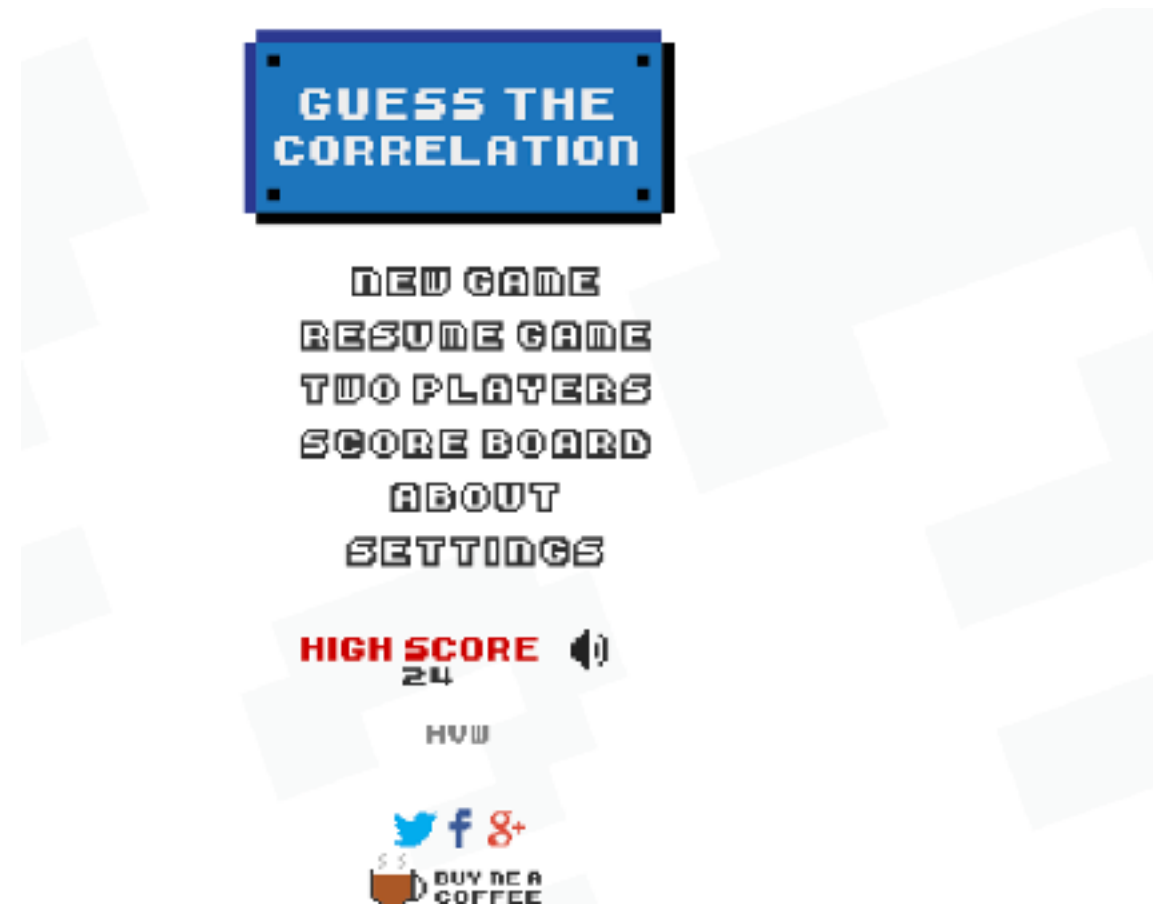 GUESS THE
CORRELATION
NEW GAME
RESUME GAME
TWO PLAYERS
SCORE BOARD
ABOUT
SETTINGS
HIGH SCORE
24
HVW
BUY ME A
COFFEE